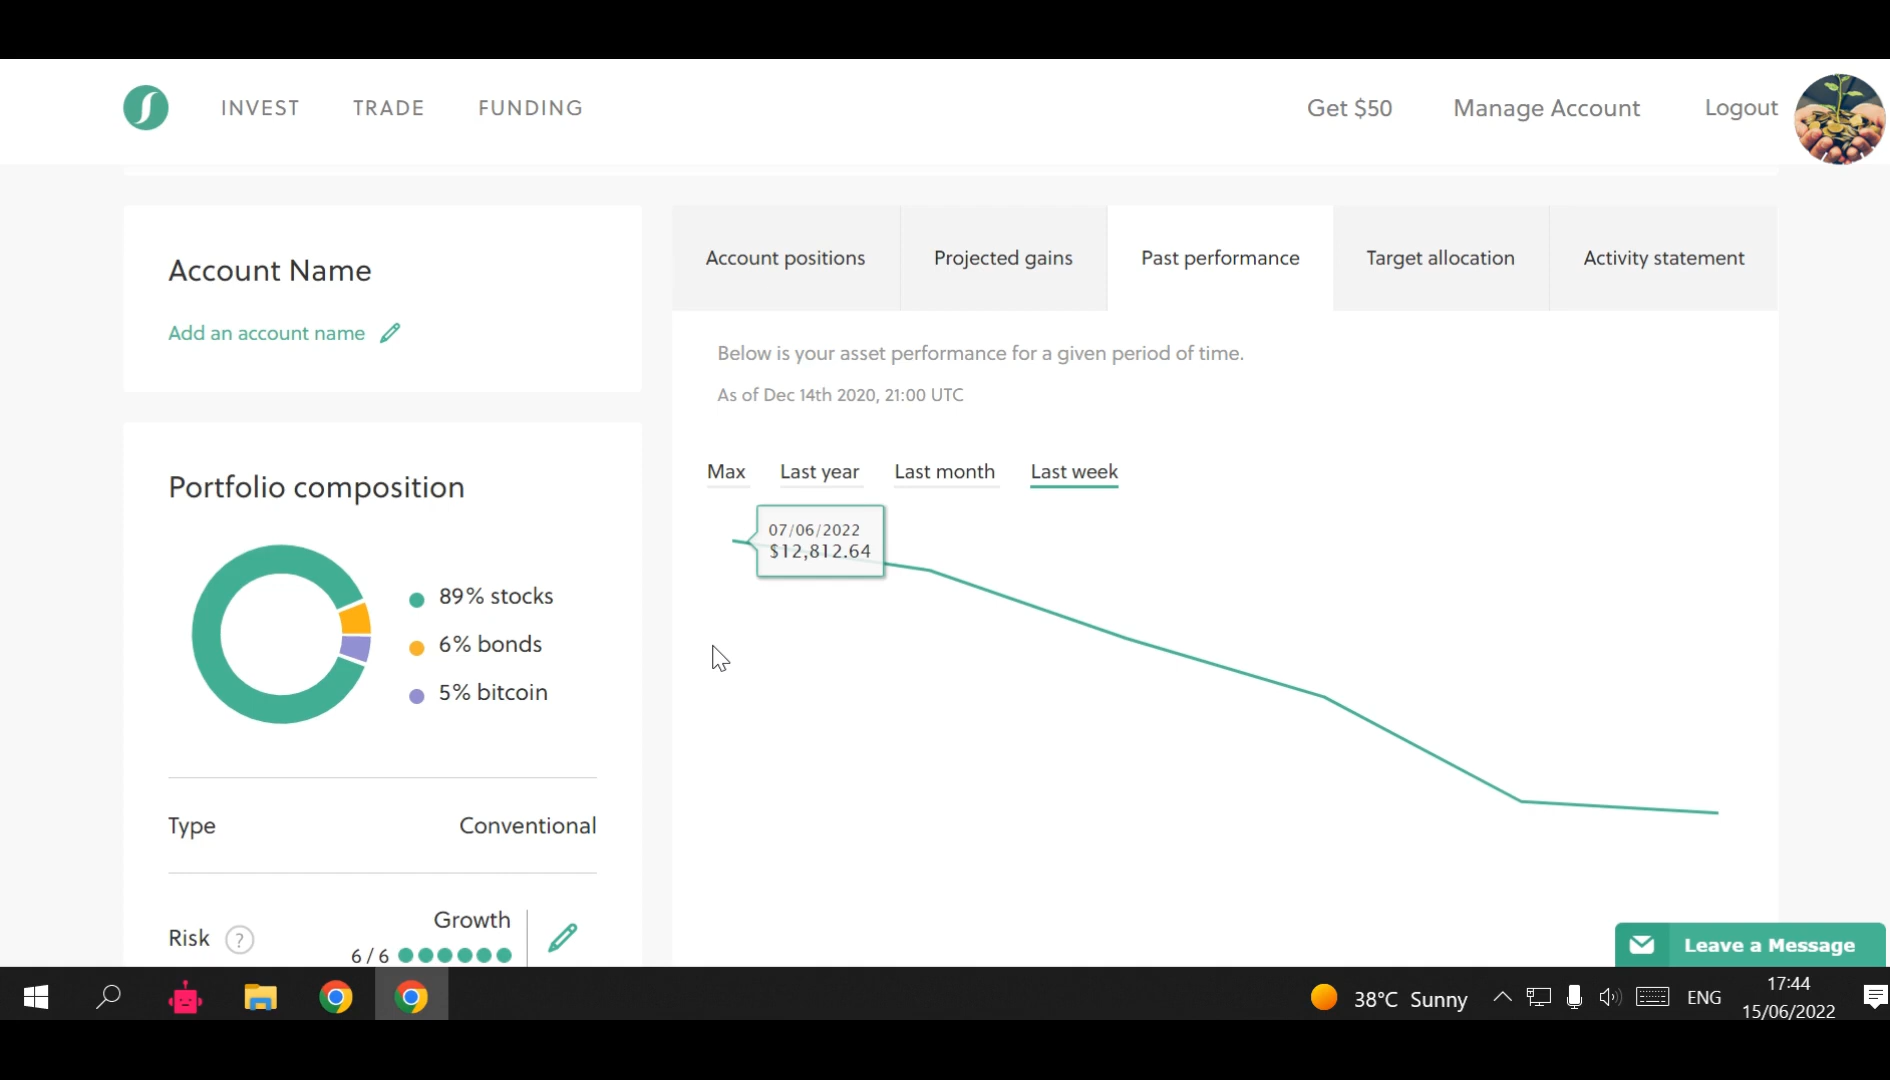 INVEST TRADE FUNDING Get $50 Manage Account Logout
Account Name
Add an account name
Portfolio composition
89% stocks
6% bonds
5% bitcoin
Type Conventional
Risk ? Growth
6 / 6
Account positions Projected gains Past performance Target allocation Activity statement
Below is your asset performance for a given period of time.
As of Dec 14th 2020, 21:00 UTC
Max Last year Last month Last week
07/06/2022
$12,812.64
Leave a Message
38°C Sunny ENG 17:44
15/06/2022